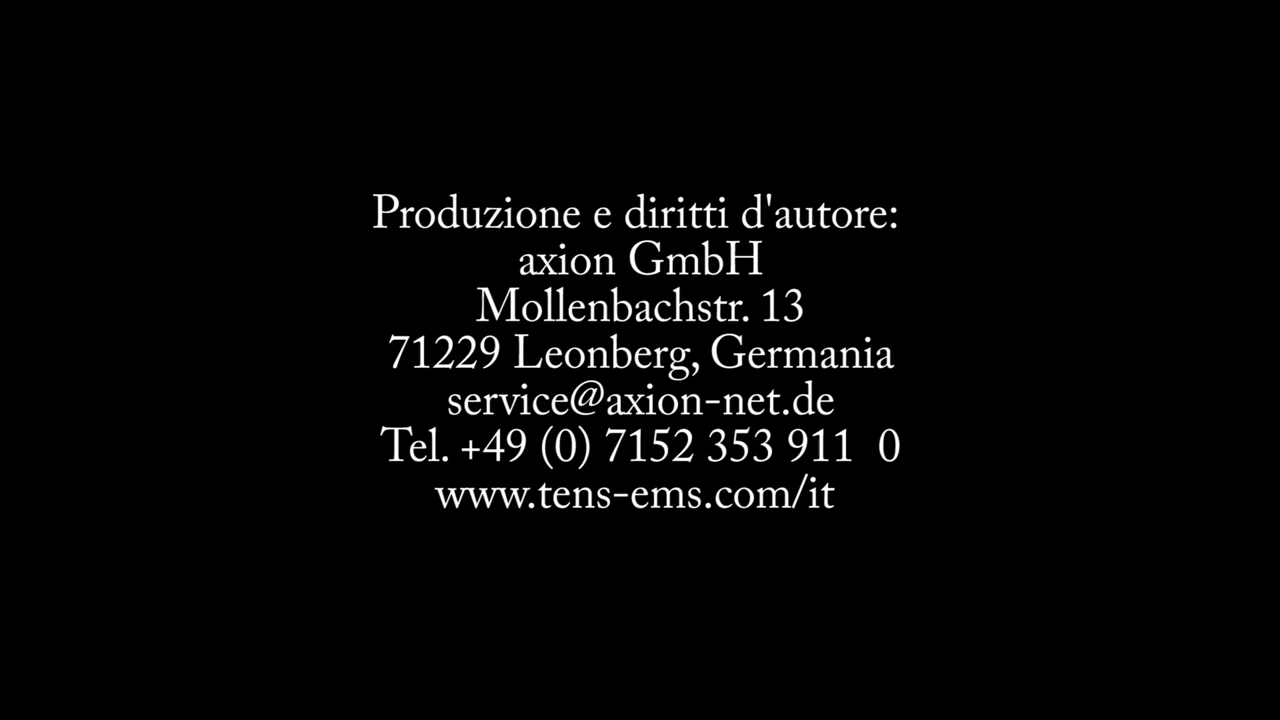 Produzione e diritti d'autore:
axion GmbH
Mollenbachstr. 13
71229 Leonberg, Germania
service@axion-net.de
Tel. +49 (0) 7152 353 911  0
www.tens-ems.com/it